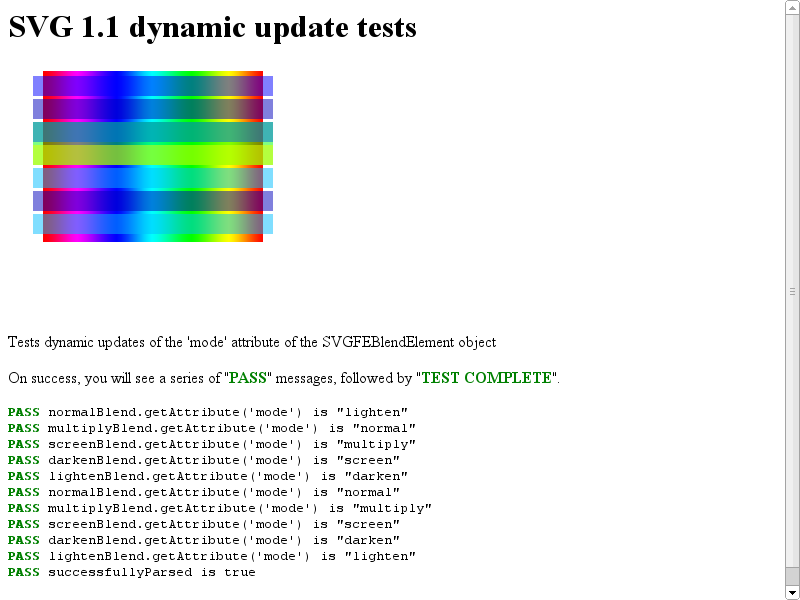 SVG 1.1 dynamic update tests
Tests dynamic updates of the 'mode' attribute of the SVGFEBlendElement object
On success, you will see a series of "PASS" messages, followed by "TEST COMPLETE".
PASS normalBlend.getAttribute('mode') is "lighten"
PASS multiplyBlend.getAttribute('mode') is "normal"
PASS screenBlend.getAttribute('mode') is "multiply"
PASS darkenBlend.getAttribute('mode') is "screen"
PASS lightenBlend.getAttribute('mode') is "darken"
PASS normalBlend.getAttribute('mode') is "normal"
PASS multiplyBlend.getAttribute('mode') is "multiply"
PASS screenBlend.getAttribute('mode') is "screen"
PASS darkenBlend.getAttribute('mode') is "darken"
PASS lightenBlend.getAttribute('mode') is "lighten"
PASS successfullyParsed is true